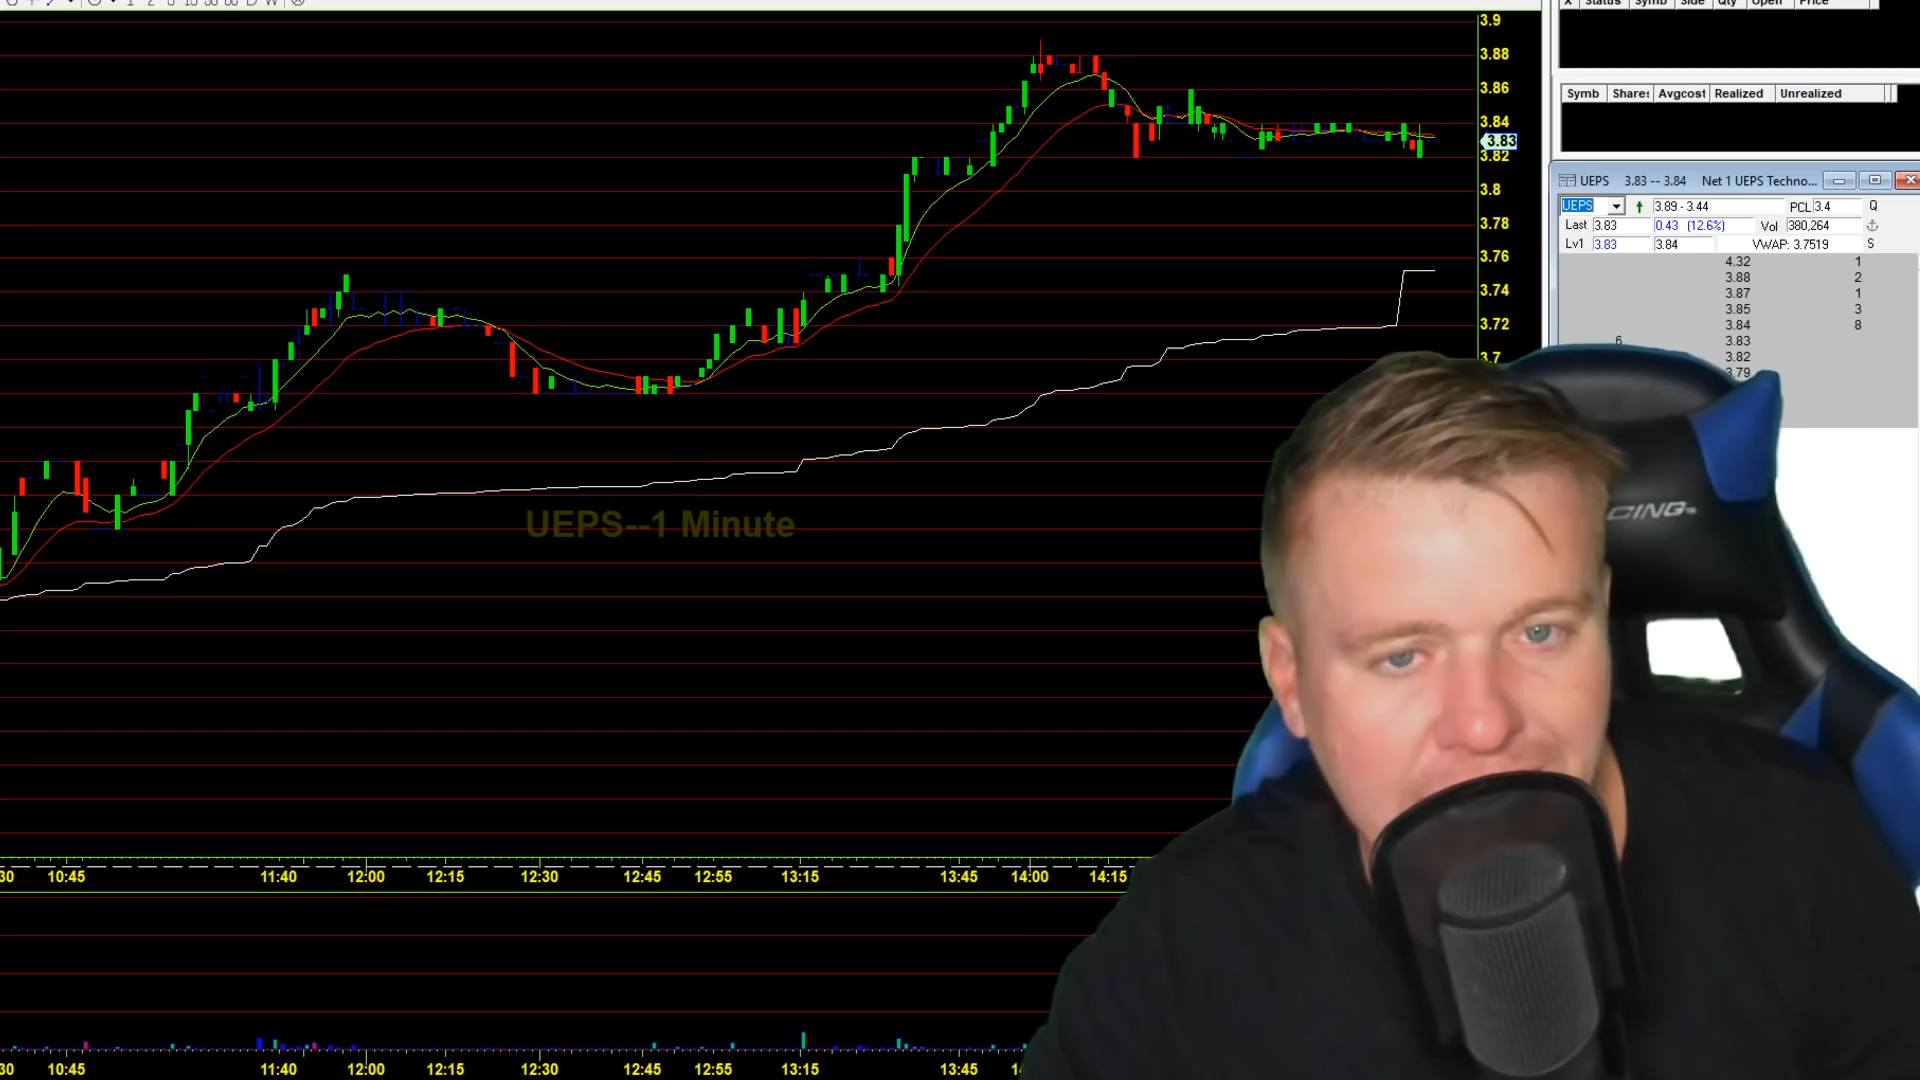 Status Symb Side Qty Open Price
3.9
3.88
3.86
3.84
3.83
3.82
3.8
3.78
3.76
3.74
3.72
3.7
UEPS--1 Minute
30 10:45 11:40 12:00 12:15 12:30 12:45 12:55 13:15 13:45 14:00 14:15
30 10:45 11:40 12:00 12:15 12:30 12:45 12:55 13:15 13:45
Symb Share: Avgcost Realized Unrealized
UEPS 3.83 -- 3.84 Net 1 UEPS Techno...
UEPS 3.89 - 3.44 PCL 3.4 Q
Last 3.83 0.43 (12.6%) Vol 380,264
Lv1 3.83 3.84 VWAP: 3.7519 S
4.32 1
3.88 2
3.87 1
3.85 3
3.84 8
6 3.83
3.82
3.79
CING